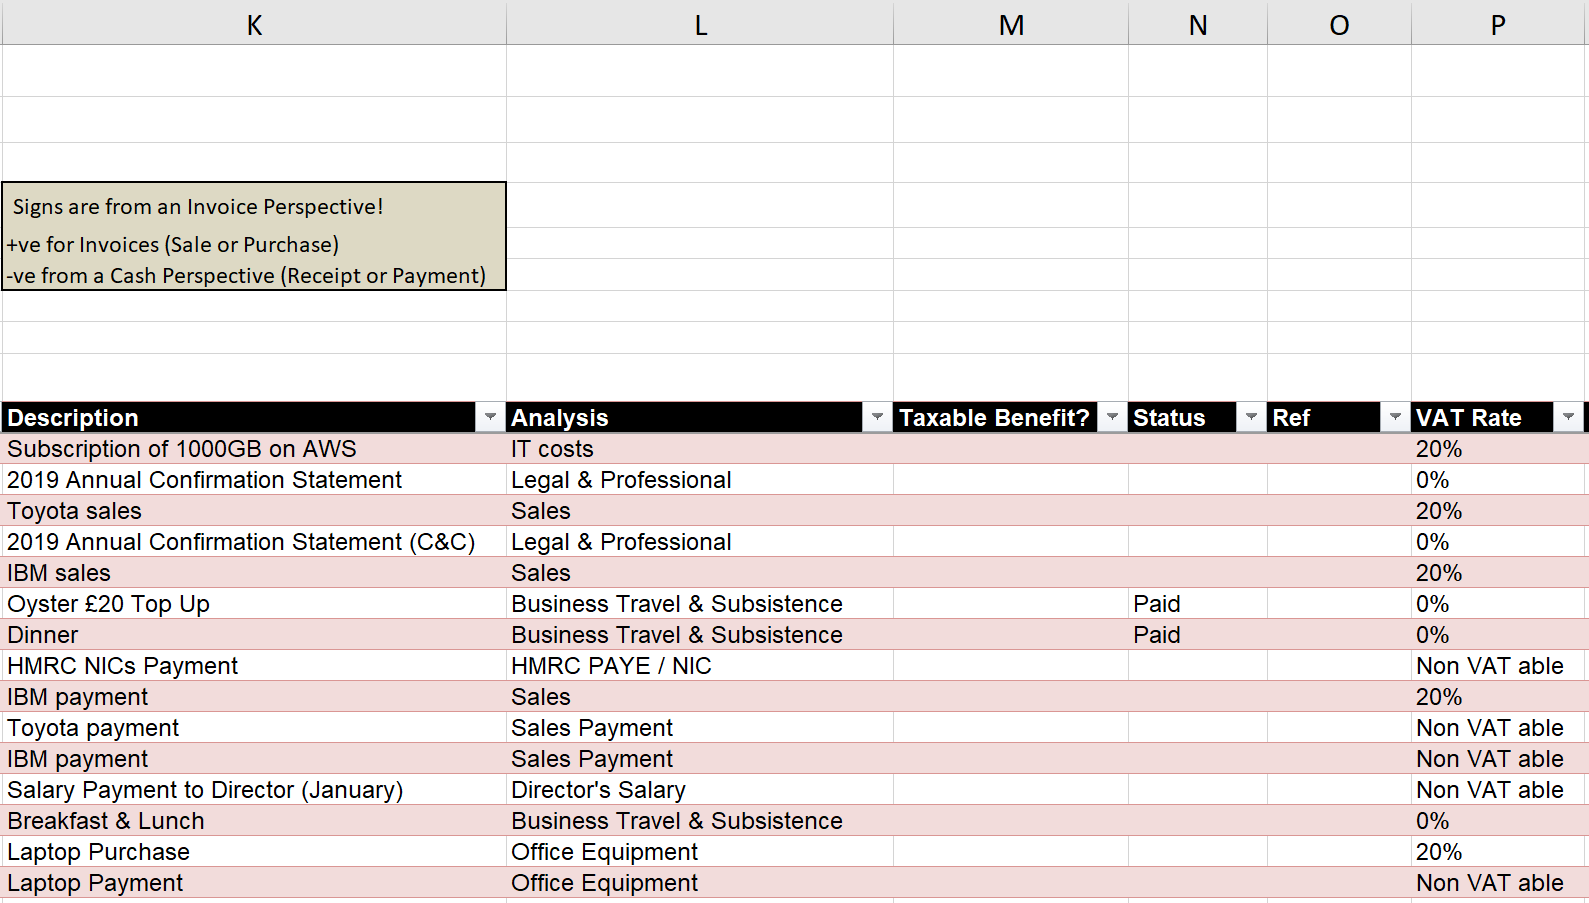 K L M N O P
Signs are from an Invoice Perspective!
+ve for Invoices (Sale or Purchase)
-ve from a Cash Perspective (Receipt or Payment)
Description Analysis Taxable Benefit? Status Ref VAT Rate
Subscription of 1000GB on AWS IT costs 20%
2019 Annual Confirmation Statement Legal & Professional 0%
Toyota sales Sales 20%
2019 Annual Confirmation Statement (C&C) Legal & Professional 0%
IBM sales Sales 20%
Oyster £20 Top Up Business Travel & Subsistence Paid 0%
Dinner Business Travel & Subsistence Paid 0%
HMRC NICs Payment HMRC PAYE / NIC Non VAT able
IBM payment Sales 20%
Toyota payment Sales Payment Non VAT able
IBM payment Sales Payment Non VAT able
Salary Payment to Director (January) Director's Salary Non VAT able
Breakfast & Lunch Business Travel & Subsistence 0%
Laptop Purchase Office Equipment 20%
Laptop Payment Office Equipment Non VAT able